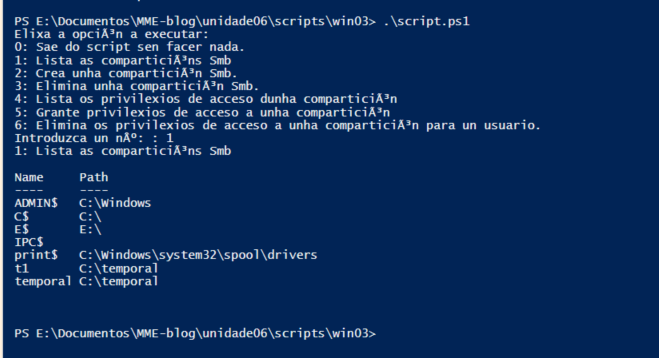 PS E:\Documentos\MME-blog\unidade06\scripts\win03> .\script.ps1
Elixa a opciÃ³n a executar:
0: Sae do script sen facer nada.
1: Lista as comparticiÃ³ns Smb
2: Crea unha comparticiÃ³n Smb.
3: Elimina unha comparticiÃ³n Smb.
4: Lista os privilexios de acceso dunha comparticiÃ³n
5: Grante privilexios de acceso a unha comparticiÃ³n
6: Elimina os privilexios de acceso a unha comparticiÃ³n para un usuario.
Introduzca un nÂº: : 1
1: Lista as comparticiÃ³ns Smb
Name     Path
----     ----
ADMIN$   C:\Windows
C$       C:\
E$       E:\
IPC$
print$   C:\Windows\system32\spool\drivers
t1       C:\temporal
temporal C:\temporal
PS E:\Documentos\MME-blog\unidade06\scripts\win03>